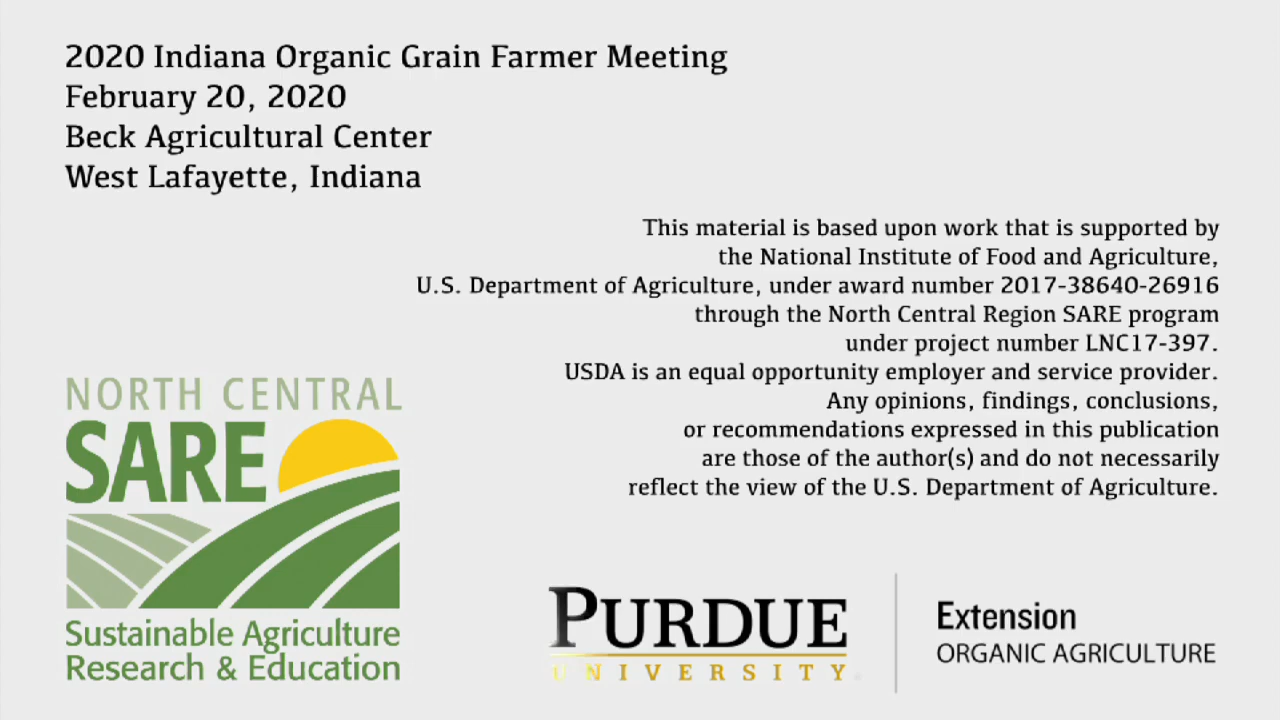 2020 Indiana Organic Grain Farmer Meeting
February 20, 2020
Beck Agricultural Center
West Lafayette, Indiana
This material is based upon work that is supported by
the National Institute of Food and Agriculture,
U.S. Department of Agriculture, under award number 2017-38640-26916
through the North Central Region SARE program
under project number LNC17-397.
USDA is an equal opportunity employer and service provider.
Any opinions, findings, conclusions,
or recommendations expressed in this publication
are those of the author(s) and do not necessarily
reflect the view of the U.S. Department of Agriculture.
NORTH CENTRAL
SARE
Sustainable Agriculture
Research & Education
PURDUE
UNIVERSITY
Extension
ORGANIC AGRICULTURE